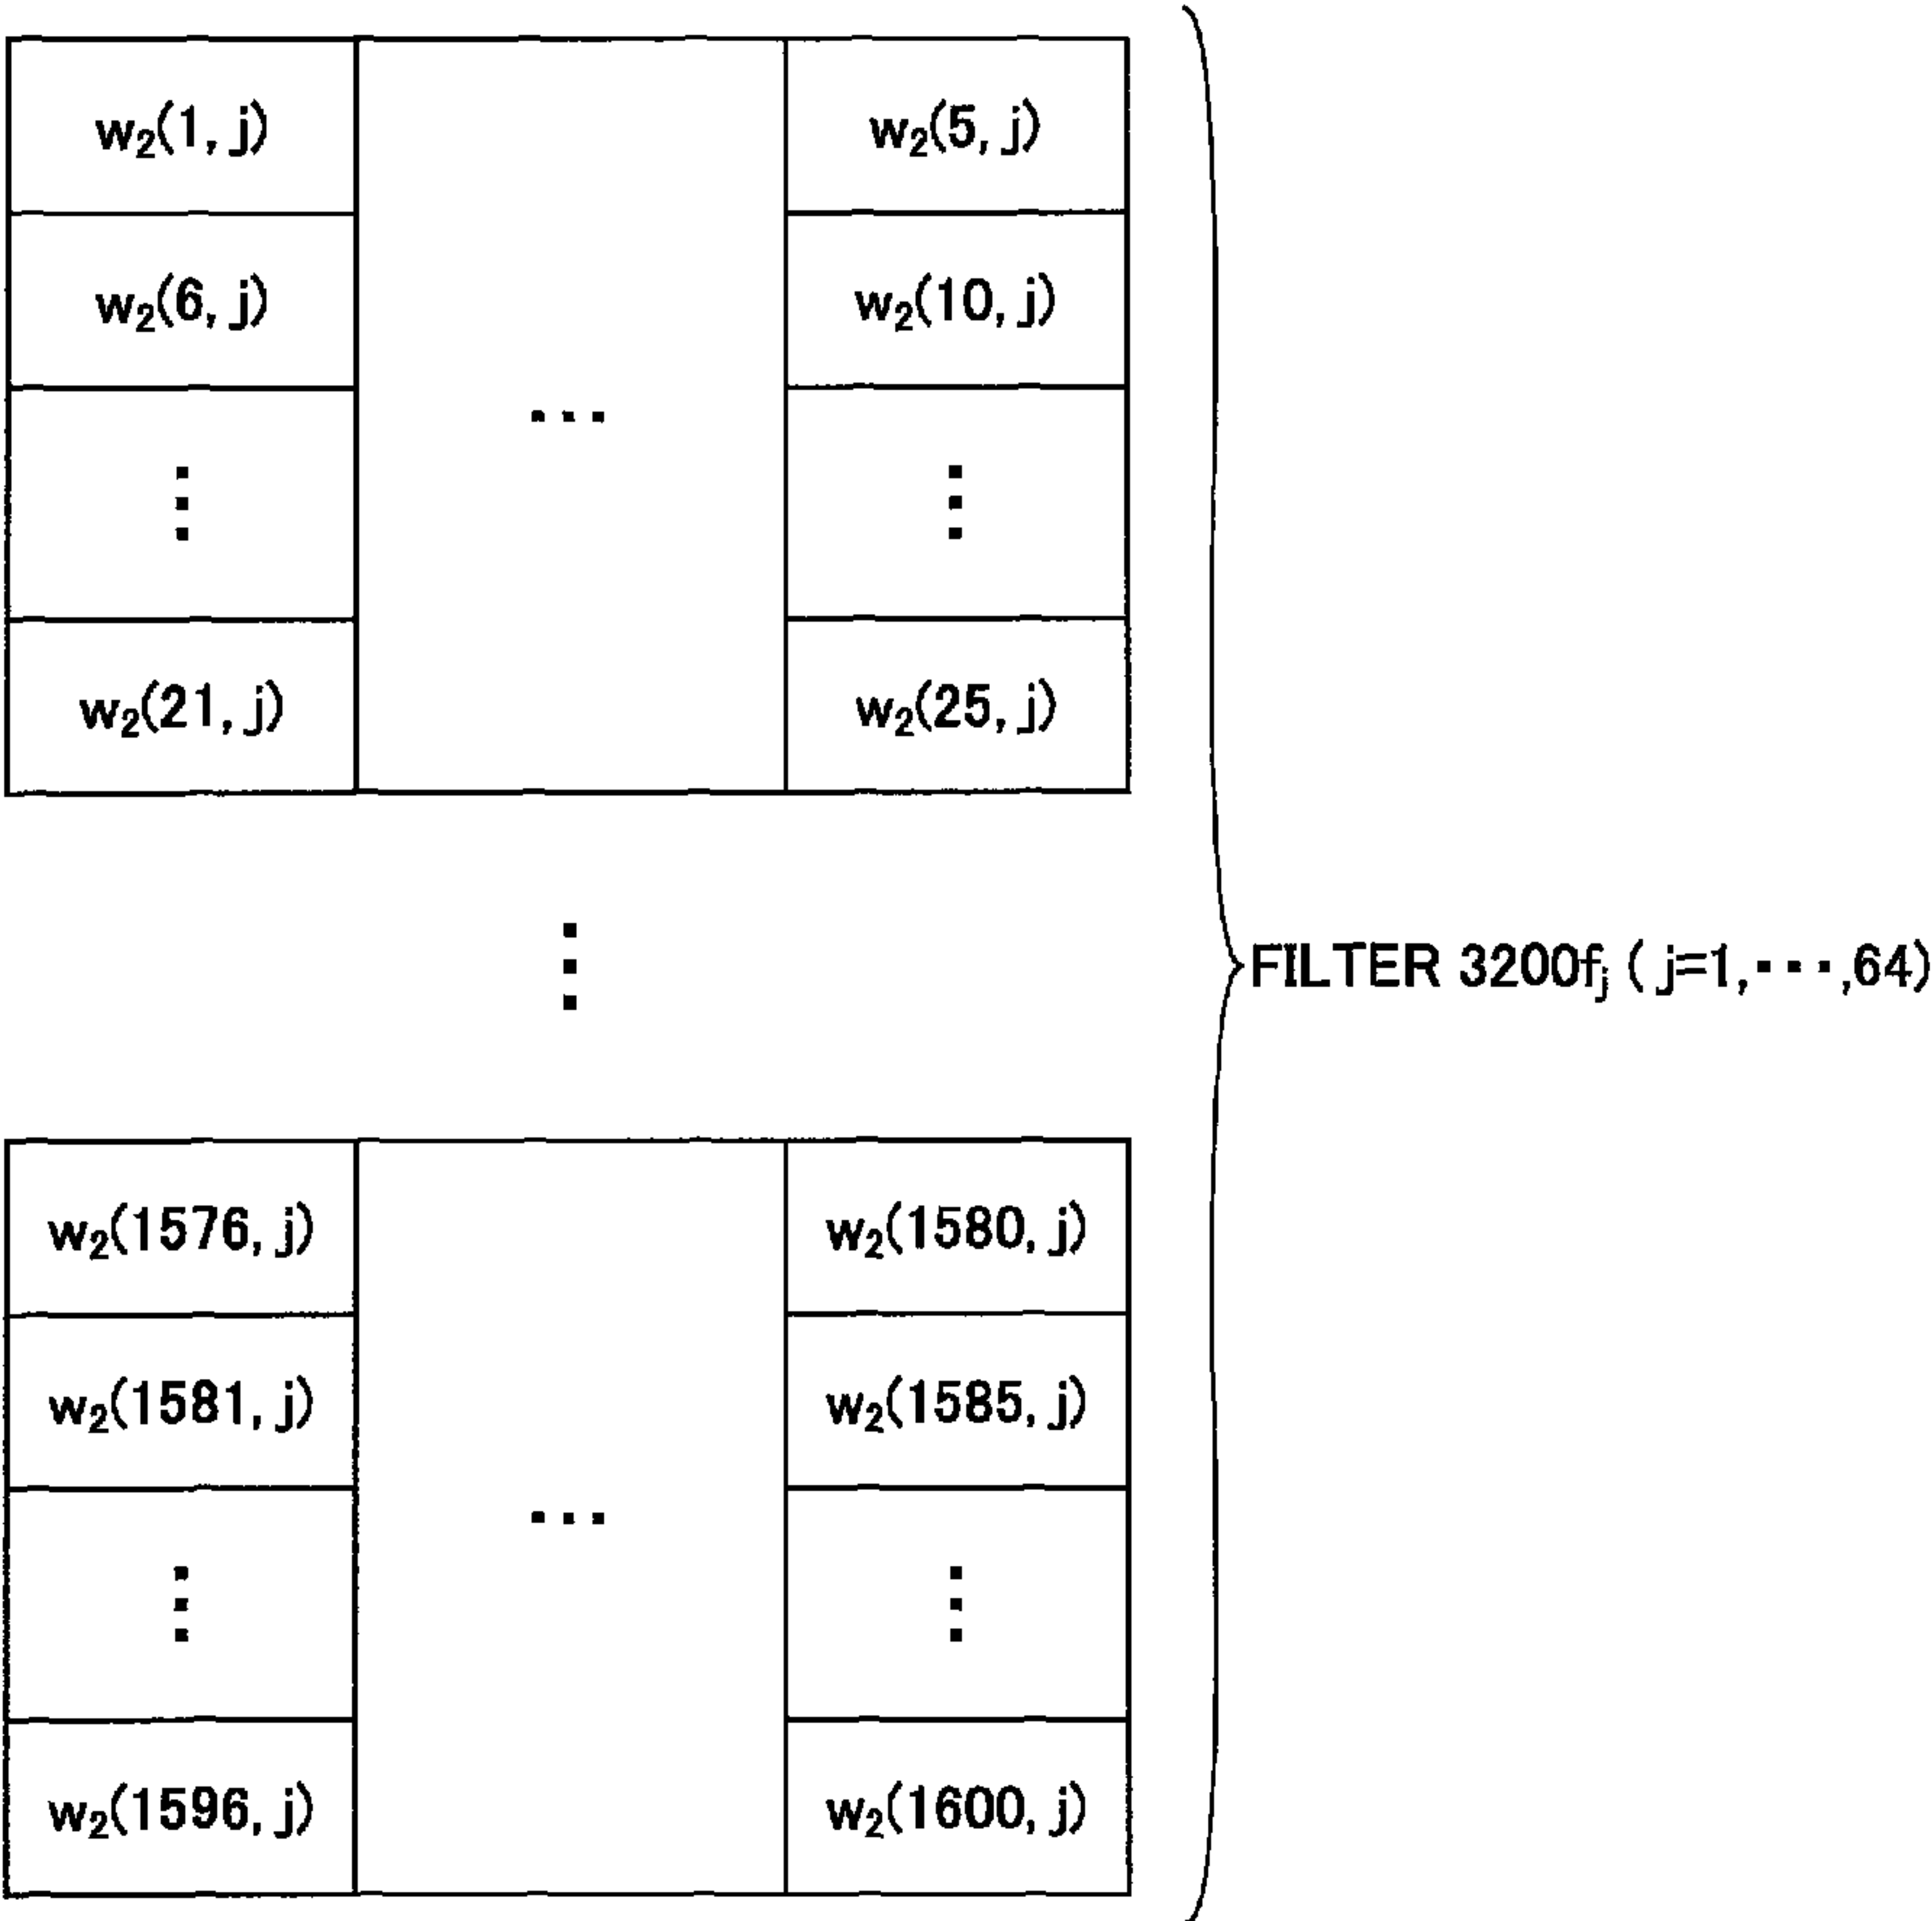 w₂(1, j) w₂(5, j)
w₂(6, j) w₂(10, j)
...
⋮ ⋮
w₂(21, j) w₂(25, j)
⋮
FILTER 3200fⱼ ( j=1, ... ,64)
w₂(1576, j) w₂(1580, j)
w₂(1581, j) w₂(1585, j)
...
⋮ ⋮
w₂(1596, j) w₂(1600, j)